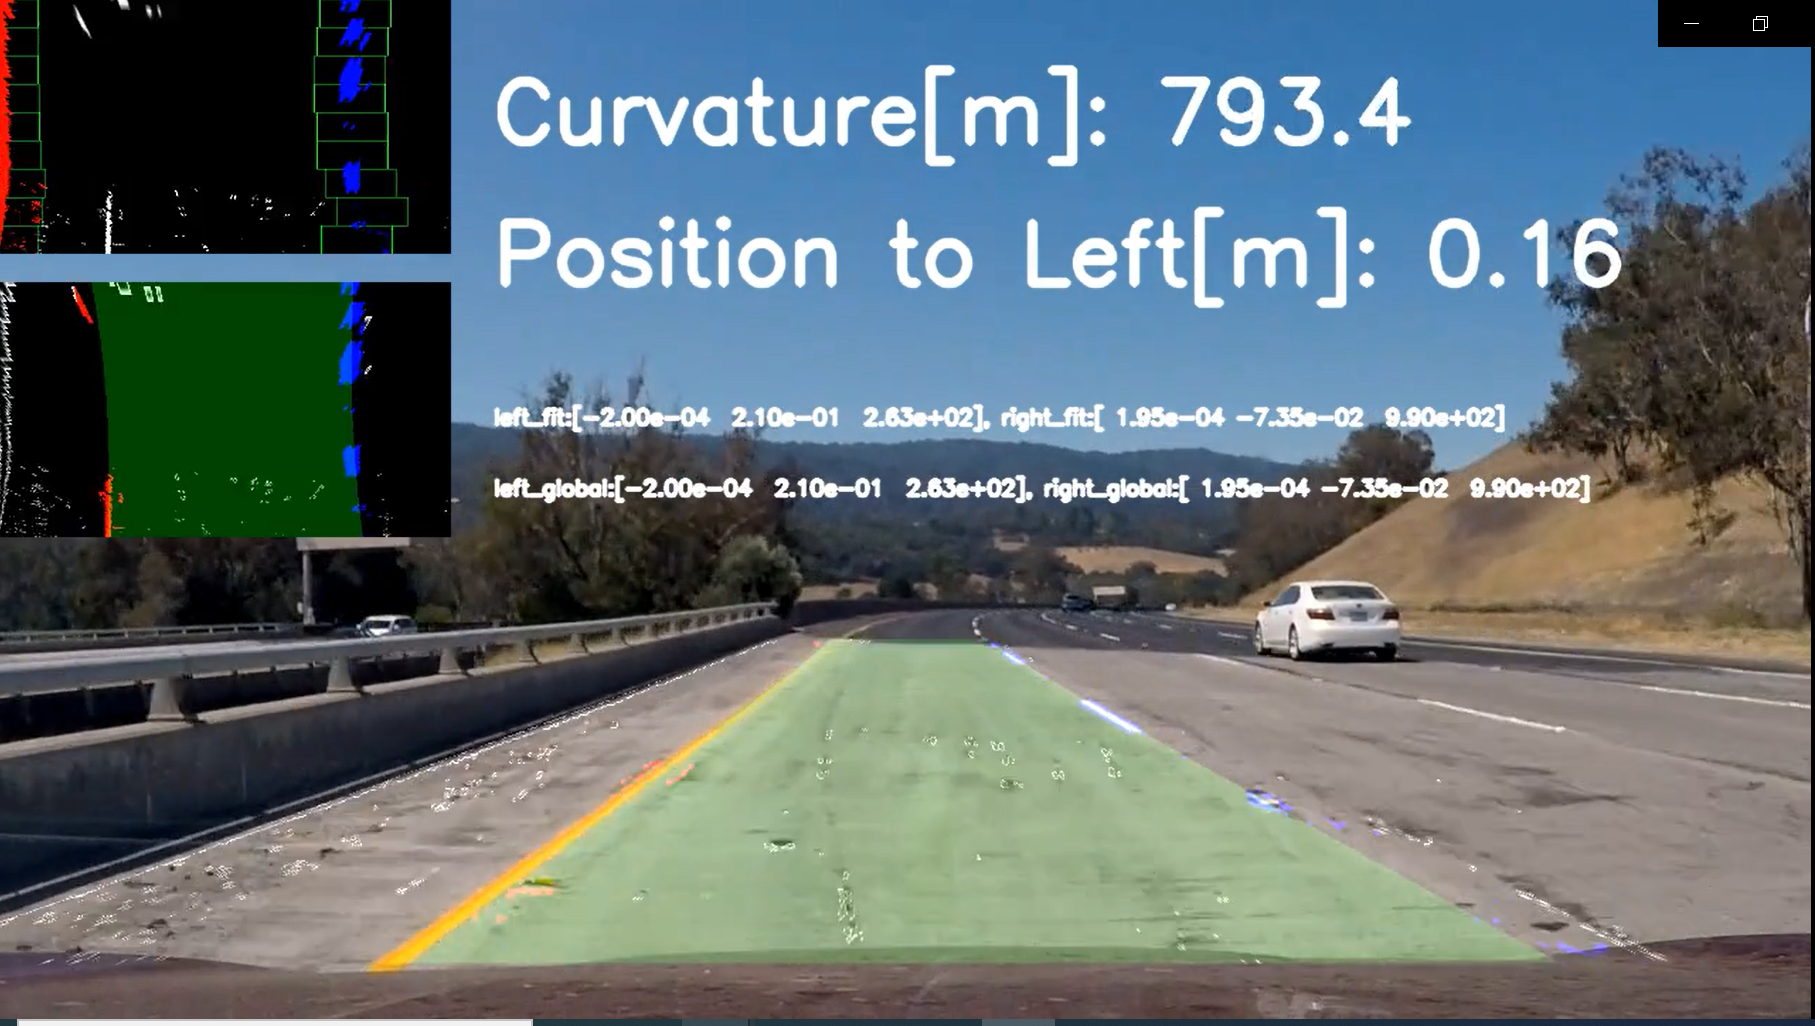 Curvature[m]: 793.4
Position to Left[m]: 0.16
left_fit:[-2.00e-04 2.10e-01 2.63e+02], right_fit:[ 1.95e-04 -7.35e-02 9.90e+02]
left_global:[-2.00e-04 2.10e-01 2.63e+02], right_global:[ 1.95e-04 -7.35e-02 9.90e+02]